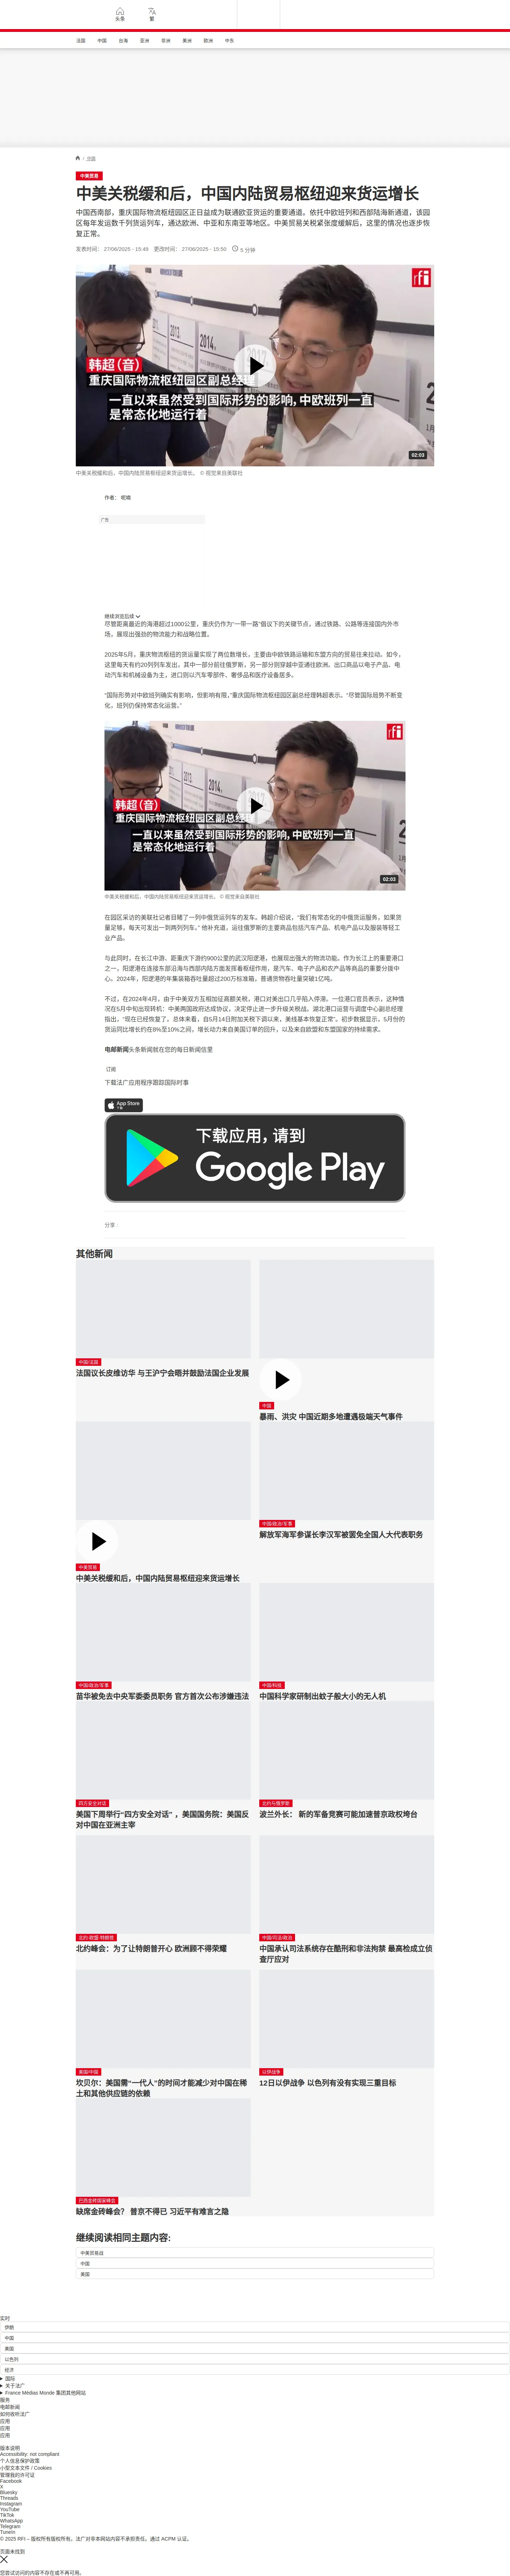 头条
繁
法国
中国
台海
亚洲
非洲
美洲
欧洲
中东
/ 中国
中美贸易
中美关税缓和后，中国内陆贸易枢纽迎来货运增长
中国西南部，重庆国际物流枢纽园区正日益成为联通欧亚货运的重要通道。依托中欧班列和西部陆海新通道，该园区每年发运数千列货运列车，通达欧洲、中亚和东南亚等地区。中美贸易关税紧张度缓解后，这里的情况也逐步恢复正常。
发表时间： 27/06/2025 - 15:49 更改时间： 27/06/2025 - 15:50 5 分钟
rfi
韩超（音）
重庆国际物流枢纽园区副总经理
一直以来虽然受到国际形势的影响，中欧班列一直
是常态化地运行着
02:03
中美关税缓和后，中国内陆贸易枢纽迎来货运增长。 © 视觉来自美联社
作者：
广告
继续浏览后续
尽管距离最近的海港超过1000公里，重庆仍作为“一带一路”倡议下的关键节点，通过铁路、公路等连接国内外市场，展现出强劲的物流能力和战略位置。
2025年5月，重庆物流枢纽的货运量实现了两位数增长，主要由中欧铁路运输和东盟方向的贸易往来拉动。如今，这里每天有约20列列车发出，其中一部分前往俄罗斯，另一部分则穿越中亚通往欧洲。出口商品以电子产品、电动汽车和机械设备为主，进口则以汽车零部件、奢侈品和医疗设备居多。
“国际形势对中欧班列确实有影响，但影响有限，”重庆国际物流枢纽园区副总经理韩超表示。“尽管国际局势不断变化，班列仍保持常态化运营。”
rfi
韩超（音）
重庆国际物流枢纽园区副总经理
一直以来虽然受到国际形势的影响，中欧班列一直
是常态化地运行着
02:03
中美关税缓和后，中国内陆贸易枢纽迎来货运增长。 © 视觉来自美联社
在园区采访的美联社记者目睹了一列中俄货运列车的发车。韩超介绍说，“我们有常态化的中俄货运服务，如果货量足够，每天可发出一到两列列车。” 他补充道，运往俄罗斯的主要商品包括汽车产品、机电产品以及服装等轻工业产品。
与此同时，在长江中游、距重庆下游约900公里的武汉阳逻港，也展现出强大的物流功能。作为长江上的重要港口之一，阳逻港在连接东部沿海与西部内陆方面发挥着枢纽作用，是汽车、电子产品和农产品等商品的重要分拨中心。2024年，阳逻港的年集装箱吞吐量超过200万标准箱，普通货物吞吐量突破1亿吨。
不过，在2024年4月，由于中美双方互相加征高额关税，港口对美出口几乎陷入停滞。一位港口官员表示，这种情况在5月中旬出现转机：中美两国政府达成协议，决定停止进一步升级关税战。湖北港口运营与调度中心副总经理指出，“现在已经恢复了。总体来看，自5月14日附加关税下调以来，美线基本恢复正常”。初步数据显示，5月份的货运同比增长约在8%至10%之间，增长动力来自美国订单的回升，以及来自欧盟和东盟国家的持续需求。
电邮新闻头条新闻就在您的每日新闻信里
订阅
下载法广应用程序跟踪国际时事
App Store
下载
下载应用，请到
Google Play
分享 :
其他新闻
中国/法国
法国议长皮维访华 与王沪宁会晤并鼓励法国企业发展
中国
暴雨、洪灾 中国近期多地遭遇极端天气事件
中美贸易
中美关税缓和后，中国内陆贸易枢纽迎来货运增长
中国/政治/军事
解放军海军参谋长李汉军被罢免全国人大代表职务
中国/政治/军事
苗华被免去中央军委委员职务 官方首次公布涉嫌违法
中国/科技
中国科学家研制出蚊子般大小的无人机
四方安全对话
美国下周举行“四方安全对话” ，美国国务院：美国反对中国在亚洲主宰
北约与俄罗斯
波兰外长： 新的军备竞赛可能加速普京政权垮台
北约-欧盟-特朗普
北约峰会：为了让特朗普开心 欧洲顾不得荣耀
中国/司法/政治
中国承认司法系统存在酷刑和非法拘禁 最高检成立侦查厅应对
美国/中国
坎贝尔：美国需“一代人”的时间才能减少对中国在稀土和其他供应链的依赖
以伊战争
12日以伊战争 以色列有没有实现三重目标
巴西金砖国家峰会
缺席金砖峰会？ 普京不得已 习近平有难言之隐
继续阅读相同主题内容:
中美贸易战
中国
美国
实时
伊朗
中国
美国
以色列
经济
国际
关于法广
France Médias Monde 集团其他网站
服务
电邮新闻
如何收听法广
应用
应用
应用
版本说明
Accessibility: not compliant
个人信息保护政策
小型文本文件 / Cookies
管理我的许可证
Facebook
X
Bluesky
Threads
Instagram
YouTube
TikTok
WhatsApp
Telegram
TuneIn
© 2025 RFI – 版权所有版权所有。法广对非本网站内容不承担责任。通过 ACPM 认证。
页面未找到
您尝试访问的内容不存在或不再可用。